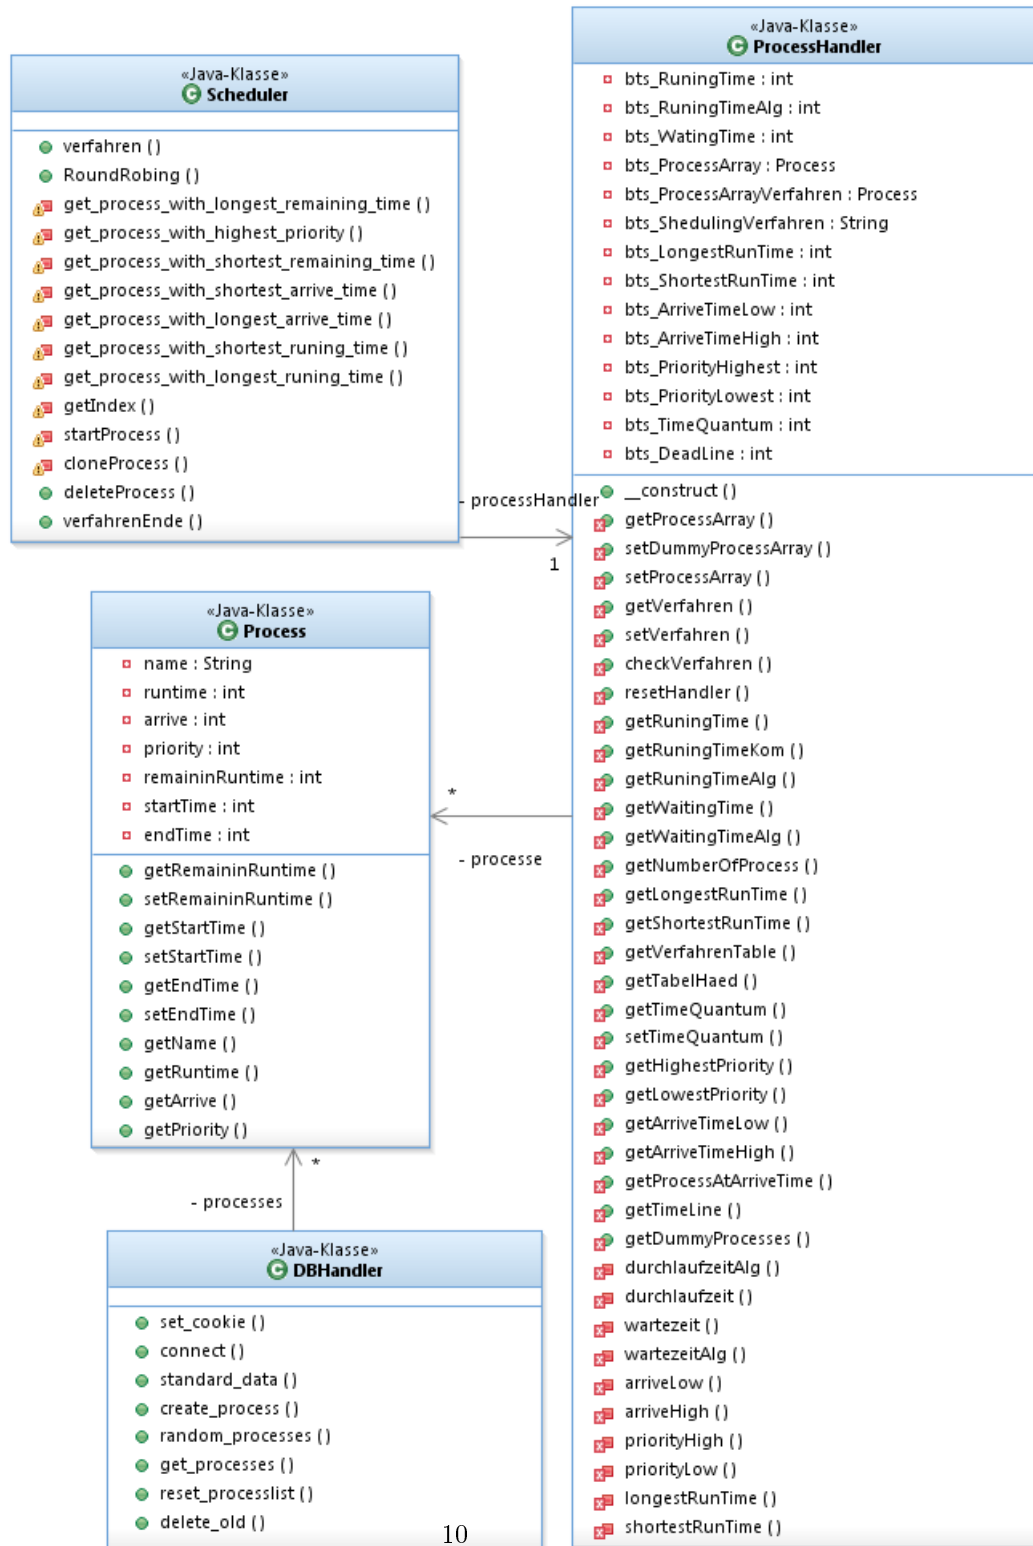 «Java-Klasse»
Scheduler
verfahren ()
RoundRobing ()
get_process_with_longest_remaining_time ()
get_process_with_highest_priority ()
get_process_with_shortest_remaining_time ()
get_process_with_shortest_arrive_time ()
get_process_with_longest_arrive_time ()
get_process_with_shortest_runing_time ()
get_process_with_longest_runing_time ()
getIndex ()
startProcess ()
cloneProcess ()
deleteProcess ()
verfahrenEnde ()
- processHandler
1
«Java-Klasse»
ProcessHandler
bts_RuningTime : int
bts_RuningTimeAlg : int
bts_WatingTime : int
bts_ProcessArray : Process
bts_ProcessArrayVerfahren : Process
bts_ShedulingVerfahren : String
bts_LongestRunTime : int
bts_ShortestRunTime : int
bts_ArriveTimeLow : int
bts_ArriveTimeHigh : int
bts_PriorityHighest : int
bts_PriorityLowest : int
bts_TimeQuantum : int
bts_DeadLine : int
__construct ()
getProcessArray ()
setDummyProcessArray ()
setProcessArray ()
getVerfahren ()
setVerfahren ()
checkVerfahren ()
resetHandler ()
getRuningTime ()
getRuningTimeKom ()
getRuningTimeAlg ()
getWaitingTime ()
getWaitingTimeAlg ()
getNumberOfProcess ()
getLongestRunTime ()
getShortestRunTime ()
getVerfahrenTable ()
getTabelHaed ()
getTimeQuantum ()
setTimeQuantum ()
getHighestPriority ()
getLowestPriority ()
getArriveTimeLow ()
getArriveTimeHigh ()
getProcessAtArriveTime ()
getTimeLine ()
getDummyProcesses ()
durchlaufzeitAlg ()
durchlaufzeit ()
wartezeit ()
wartezeitAlg ()
arriveLow ()
arriveHigh ()
priorityHigh ()
priorityLow ()
longestRunTime ()
shortestRunTime ()
«Java-Klasse»
Process
name : String
runtime : int
arrive : int
priority : int
remaininRuntime : int
startTime : int
endTime : int
getRemaininRuntime ()
setRemaininRuntime ()
getStartTime ()
setStartTime ()
getEndTime ()
setEndTime ()
getName ()
getRuntime ()
getArrive ()
getPriority ()
*
- processe
*
- processes
«Java-Klasse»
DBHandler
set_cookie ()
connect ()
standard_data ()
create_process ()
random_processes ()
get_processes ()
reset_processlist ()
delete_old ()
10